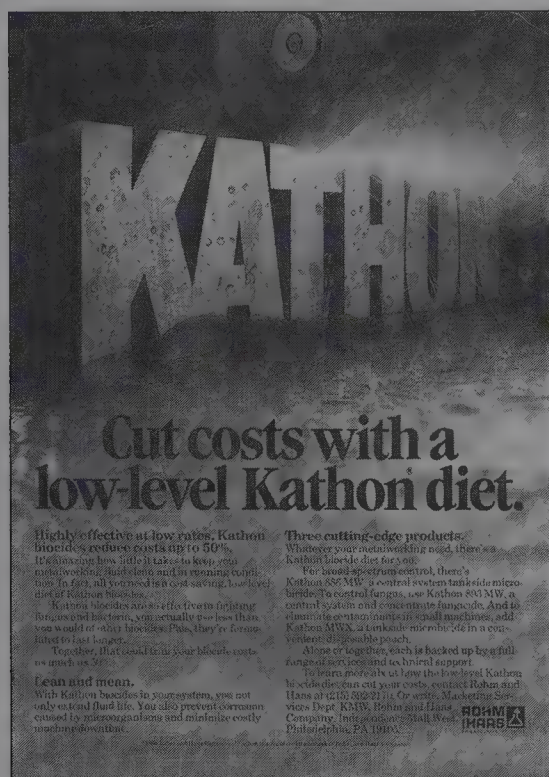 KATHON
Cut costs with a
low-level Kathon diet.
Highly effective at low rates, Kathon
biocides reduce costs up to 50%.
It's amazing how little it takes to keep your
metalworking fluids lean and in running condi-
tion. In fact, all you need is a cost saving, low-level
diet of Kathon biocides.
Kathon biocides are so effective in fighting
fungus and bacteria, you actually use less than
you would of other biocides. Plus, they're formu-
lated to last longer.
Together, that could trim your biocide costs
as much as 50%.
Lean and mean.
With Kathon biocides in your system, you not
only extend fluid life. You also prevent corrosion
caused by microorganisms and minimize costly
machine downtime.
Three cutting-edge products.
Whatever your metalworking need, there's a
Kathon biocide diet for you.
For broad-spectrum control, there's
Kathon 886 MW, a central system tankside micro-
bicide. To control fungus, use Kathon 893 MW, a
central system and concentrate fungicide. And to
eliminate contaminants in small machines, add
Kathon MWX, a tankside microbicide in a con-
venient disposable pouch.
Alone or together, each is backed up by a full
range of services and technical support.
To learn more about how the low-level Kathon
biocide diet can cut your costs, contact Rohm and
Haas at (215) Or write, Marketing Ser-
vices Dept. KMW, Rohm and Haas
Company, Independence Mall West,
Philadelphia, PA 19105.
ROHM
HAAS